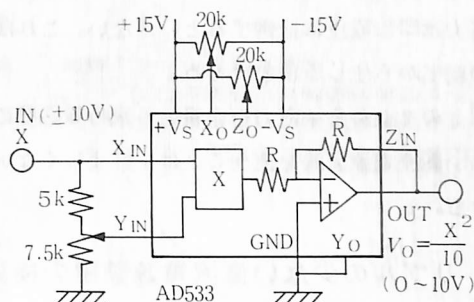 +15V 20k −15V
20k
IN(±10V)
X
+VS XO ZO −VS
ZIN
XIN
R
R
X
5k
YIN
7.5k
GND
YO
OUT
VO=X²/10
(0~10V)
AD533